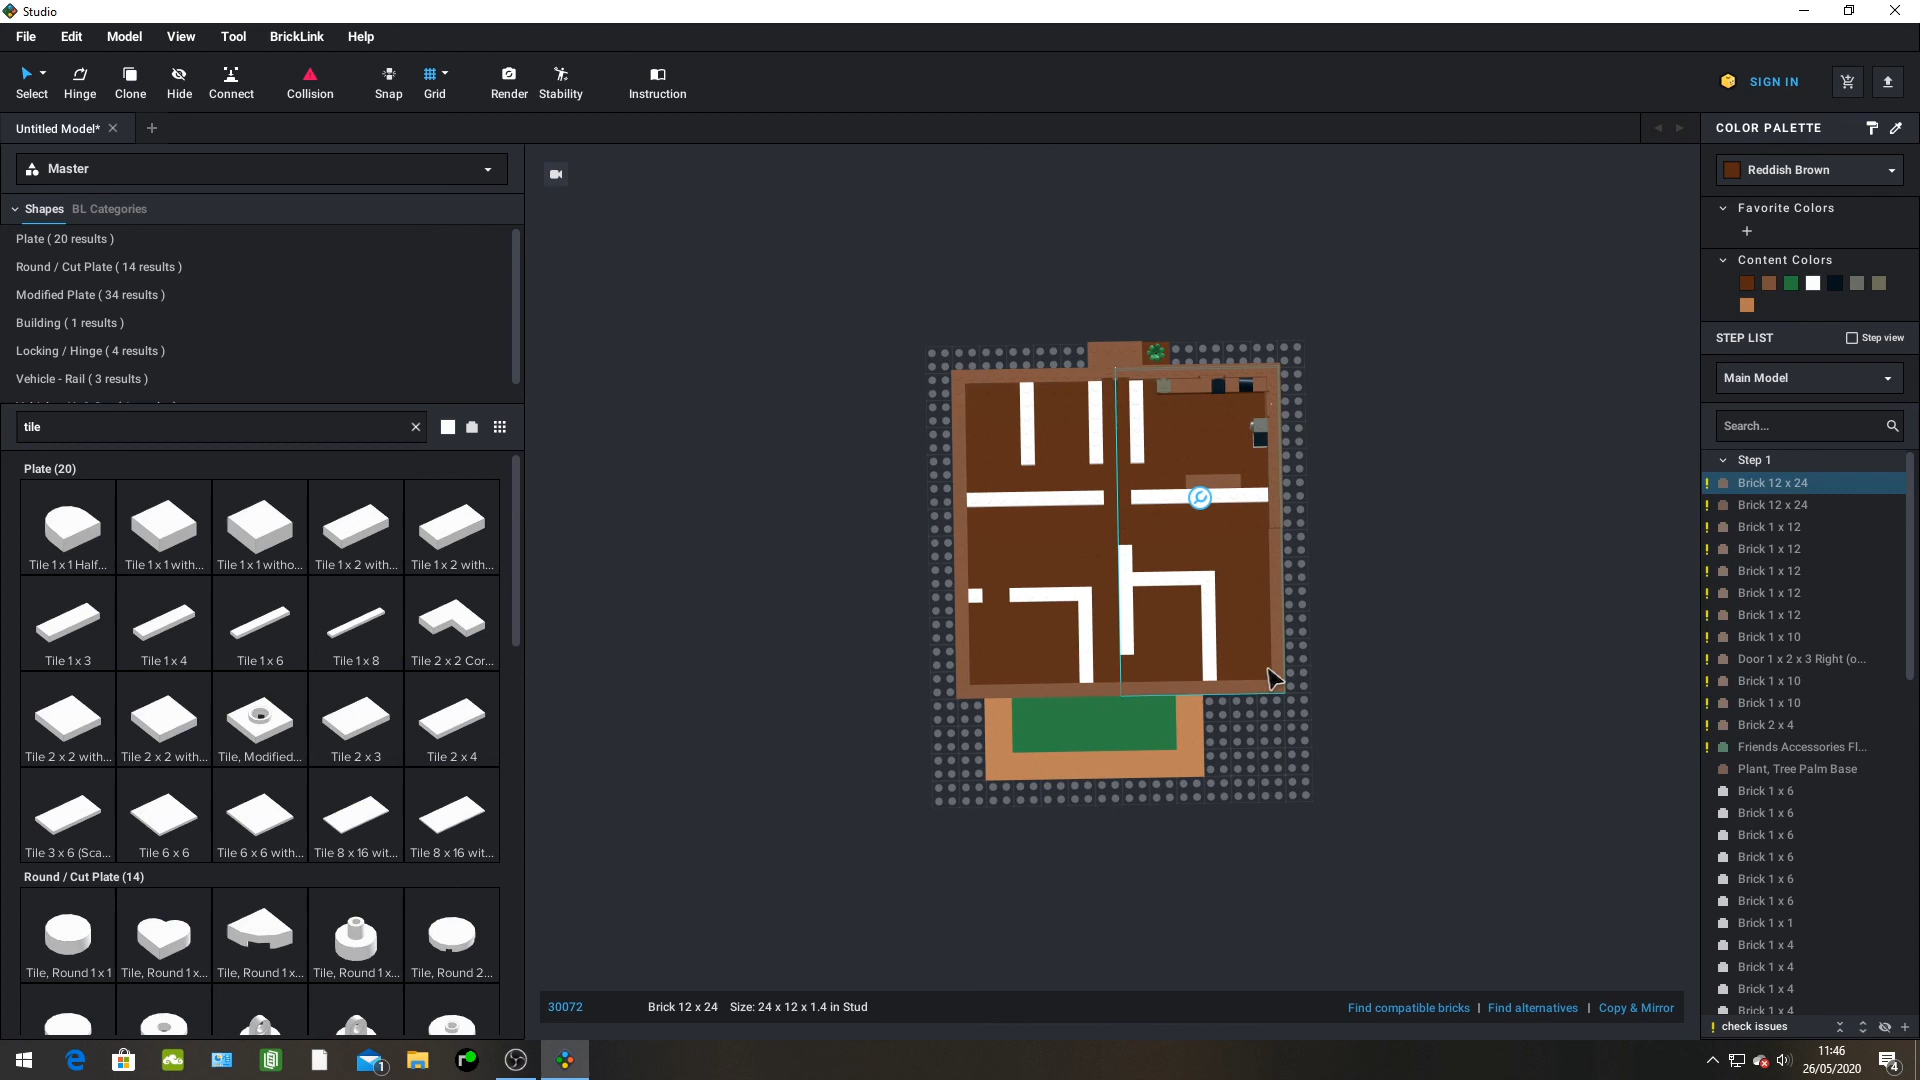 Studio
File Edit Model View Tool BrickLink Help
Select Hinge Clone Hide Connect Collision Snap Grid Render Stability Instruction
SIGN IN
Untitled Model*
COLOR PALETTE
Master
Reddish Brown
Shapes BL Categories
Favorite Colors
Plate ( 20 results )
Round / Cut Plate ( 14 results )
Modified Plate ( 34 results )
Building ( 1 results )
Locking / Hinge ( 4 results )
Vehicle - Rail ( 3 results )
Content Colors
STEP LIST Step view
Main Model
tile
Search...
Plate (20)
Tile 1 x 1 Half... Tile 1 x 1 with... Tile 1 x 1 witho... Tile 1 x 2 with... Tile 1 x 2 with...
Tile 1 x 3 Tile 1 x 4 Tile 1 x 6 Tile 1 x 8 Tile 2 x 2 Cor...
Tile 2 x 2 with... Tile 2 x 2 with... Tile, Modified... Tile 2 x 3 Tile 2 x 4
Tile 3 x 6 (Sca... Tile 6 x 6 Tile 6 x 6 with... Tile 8 x 16 wit... Tile 8 x 16 wit...
Round / Cut Plate (14)
Tile, Round 1 x 1 Tile, Round 1 x... Tile, Round 1 x... Tile, Round 1 x... Tile, Round 2...
Step 1
Brick 12 x 24
Brick 12 x 24
Brick 1 x 12
Brick 1 x 12
Brick 1 x 12
Brick 1 x 12
Brick 1 x 12
Brick 1 x 10
Door 1 x 2 x 3 Right (o...
Brick 1 x 10
Brick 1 x 10
Brick 2 x 4
Friends Accessories Fl...
Plant, Tree Palm Base
Brick 1 x 6
Brick 1 x 6
Brick 1 x 6
Brick 1 x 6
Brick 1 x 6
Brick 1 x 6
Brick 1 x 1
Brick 1 x 4
Brick 1 x 4
Brick 1 x 4
Brick 1 x 4
30072 Brick 12 x 24 Size: 24 x 12 x 1.4 in Stud Find compatible bricks | Find alternatives | Copy & Mirror
check issues
1
11:46
26/05/2020
4